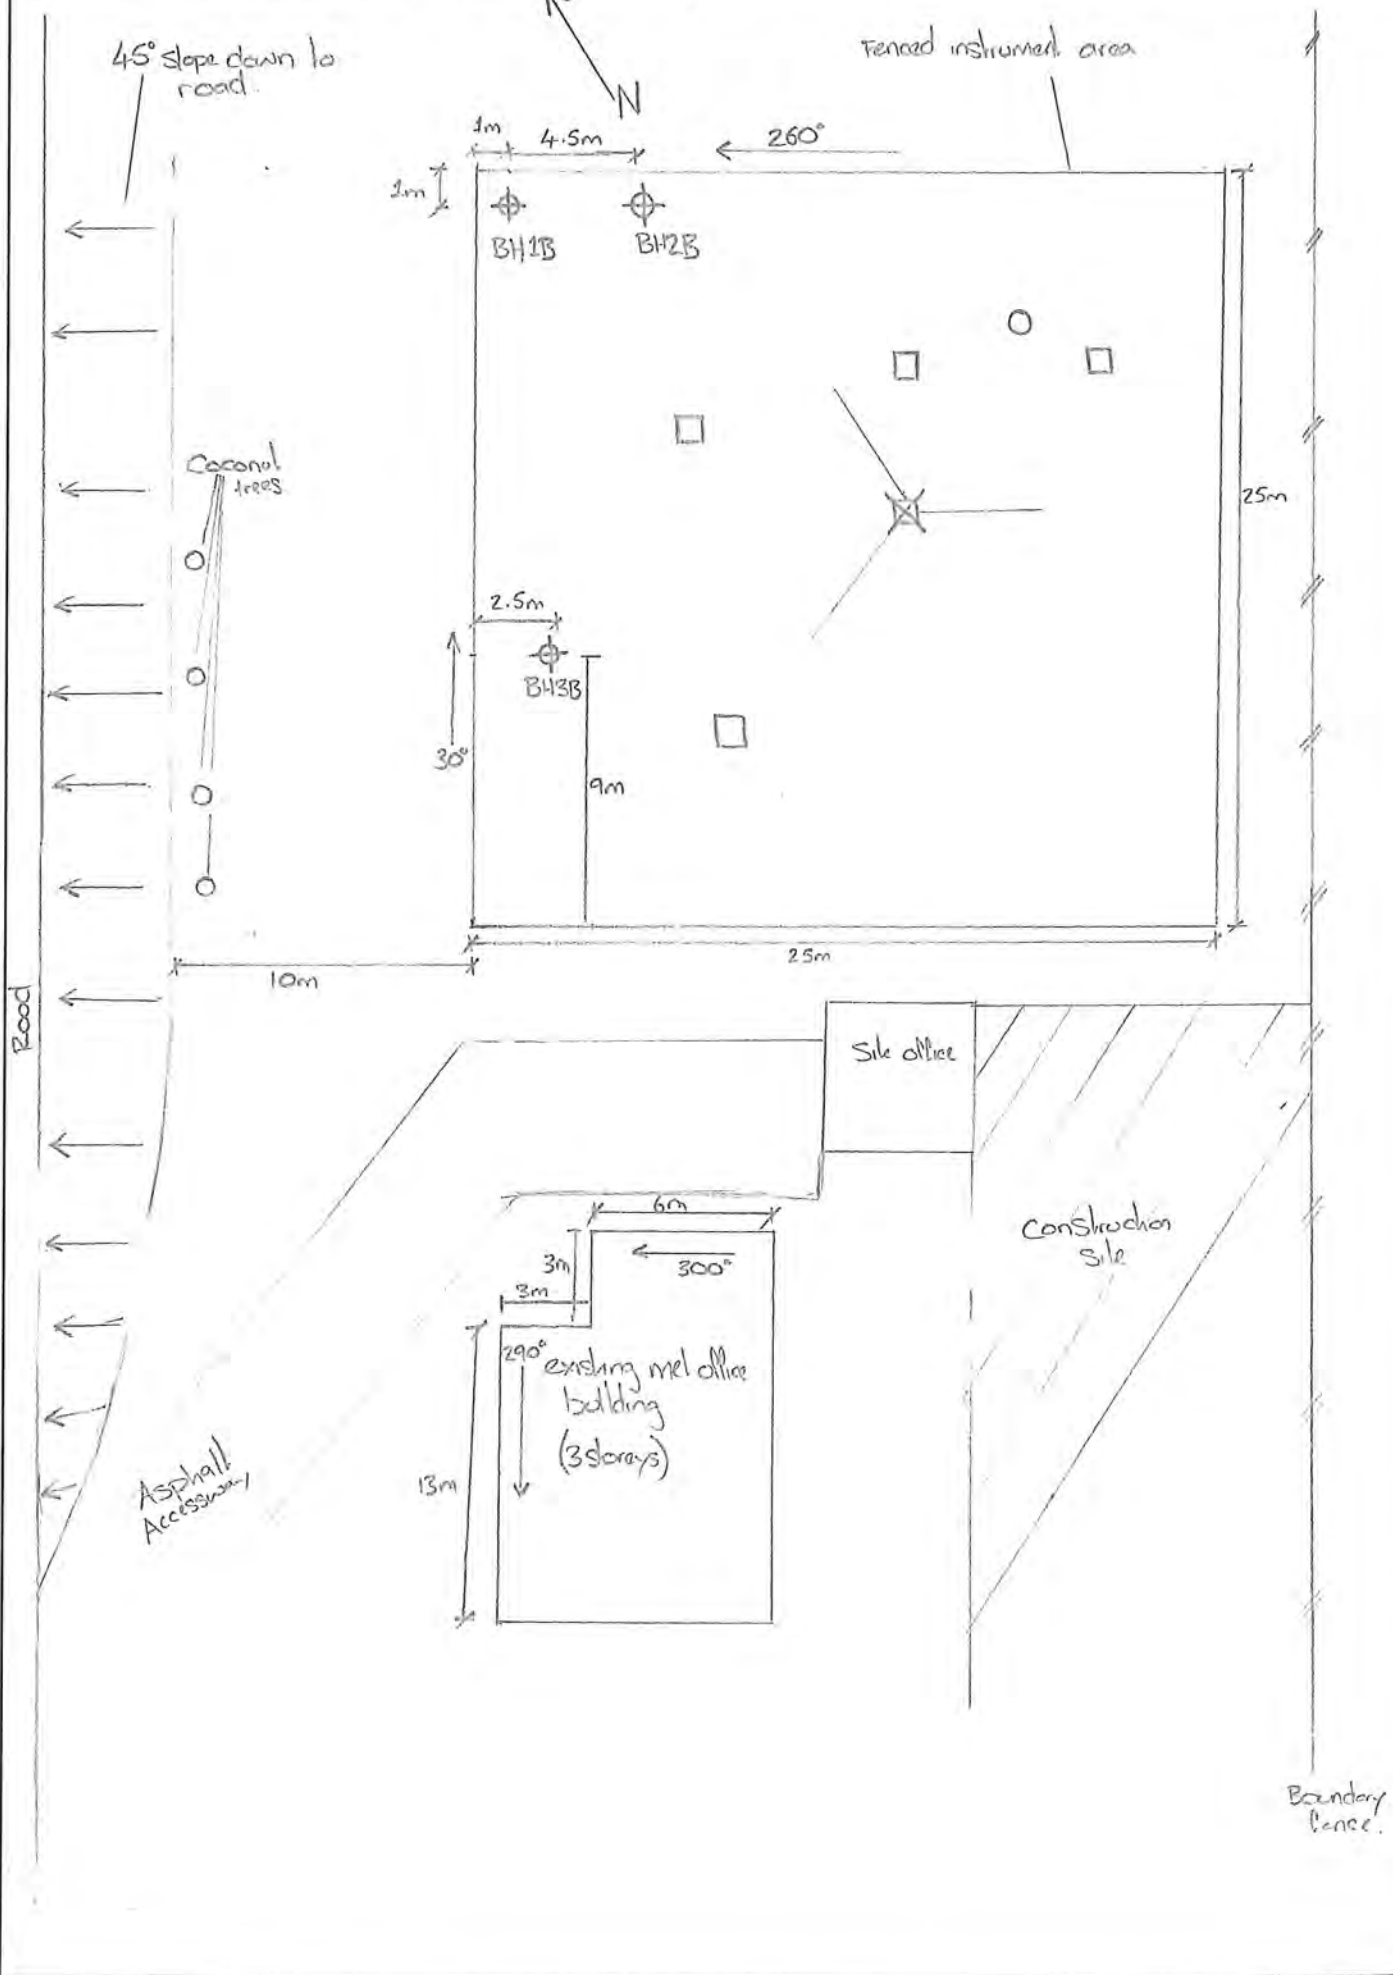 45° slope down to
road.
N
Fenced instrument area
1m
4.5m
260°
1m
BH1B
BH2B
Coconut
trees
25m
2.5m
BH3B
30°
9m
25m
10m
Road
Site office
6m
3m
300°
3m
Construction
Site
290°
existing met office
building
(3 storeys)
13m
Asphalt
Accessway
Boundary
fence.